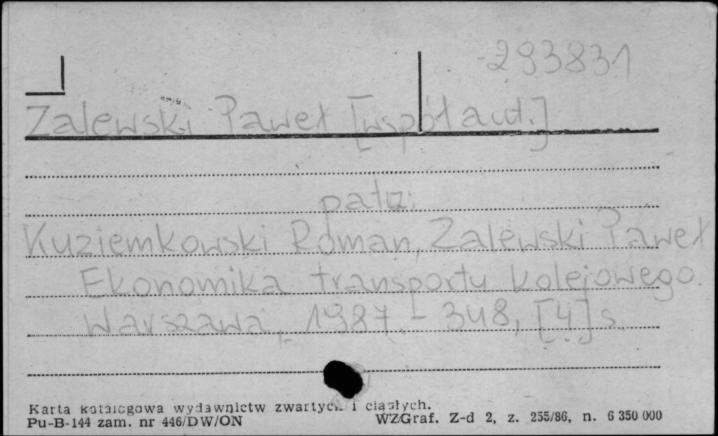 293831
Zalewski Paweł [współaut.]
patrz:
Kuziemkowski Roman, Zalewski Paweł
Ekonomika transportu kolejowego.
Warszawa, 1987. - 348, [4] s.
Karta katalogowa wydawnictw zwartych i ciągłych.
Pu-B-144 zam. nr 446/DW/ON WZGraf. Z-d 2, z. 255/86, n. 6 350 000